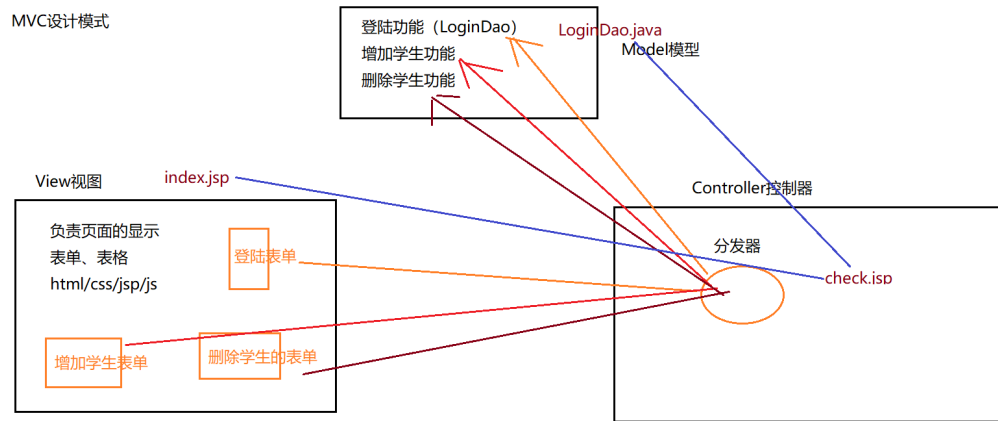 MVC设计模式
登陆功能（LoginDao）
增加学生功能
删除学生功能
LoginDao.java
Model模型
View视图
index.jsp
Controller控制器
负责页面的显示
表单、表格
html/css/jsp/js
登陆表单
增加学生表单
删除学生的表单
分发器
check.jsp